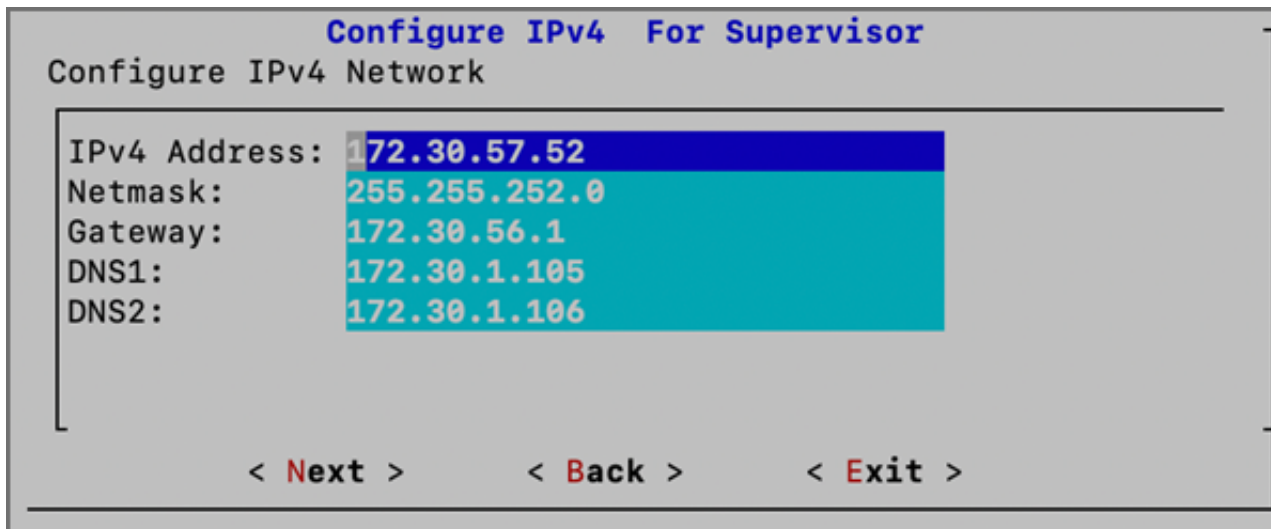 Configure IPv4  For Supervisor
Configure IPv4 Network
IPv4 Address: 172.30.57.52
Netmask: 255.255.252.0
Gateway: 172.30.56.1
DNS1: 172.30.1.105
DNS2: 172.30.1.106
< Next > < Back > < Exit >